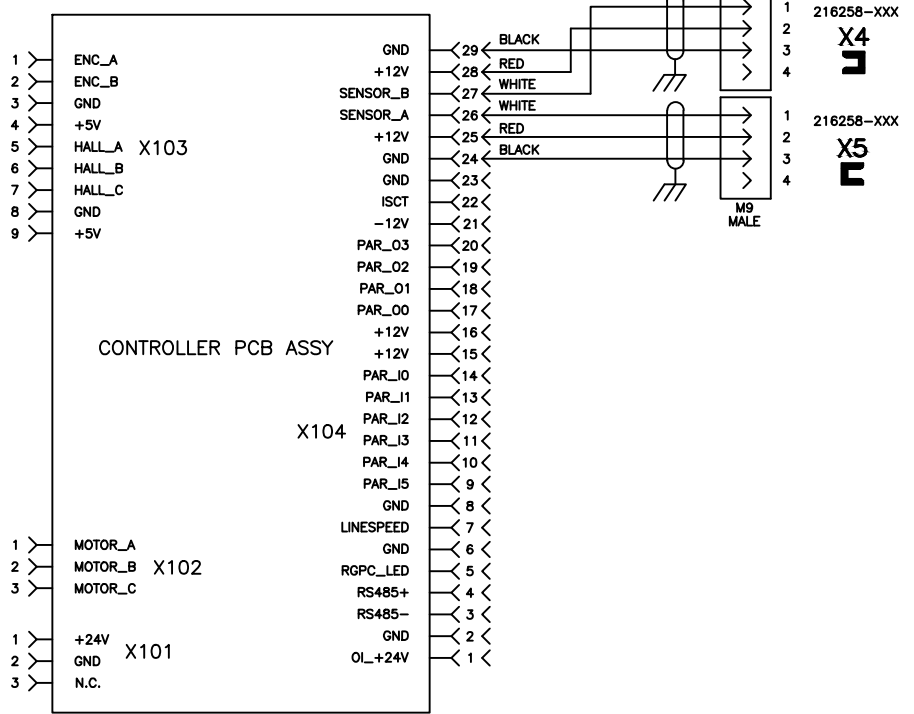 1 216258-XXX
2 X4
3
4
29 BLACK
GND
28 RED
+12V
27 WHITE
SENSOR_B
26 WHITE
SENSOR_A
25 RED
+12V
24 BLACK
GND
1 216258-XXX
2 X5
3
4
M9
MALE
1 ENC_A
2 ENC_B
3 GND
4 +5V
5 HALL_A X103
6 HALL_B
7 HALL_C
8 GND
9 +5V
GND 23
ISCT 22
-12V 21
PAR_O3 20
PAR_O2 19
PAR_O1 18
PAR_O0 17
+12V 16
+12V 15
CONTROLLER PCB ASSY
PAR_I0 14
PAR_I1 13
PAR_I2 12
X104
PAR_I3 11
PAR_I4 10
PAR_I5 9
GND 8
LINESPEED 7
GND 6
RGPC_LED 5
RS485+ 4
RS485- 3
GND 2
OI_+24V 1
1 MOTOR_A
2 MOTOR_B X102
3 MOTOR_C
1 +24V
X101
2 GND
3 N.C.